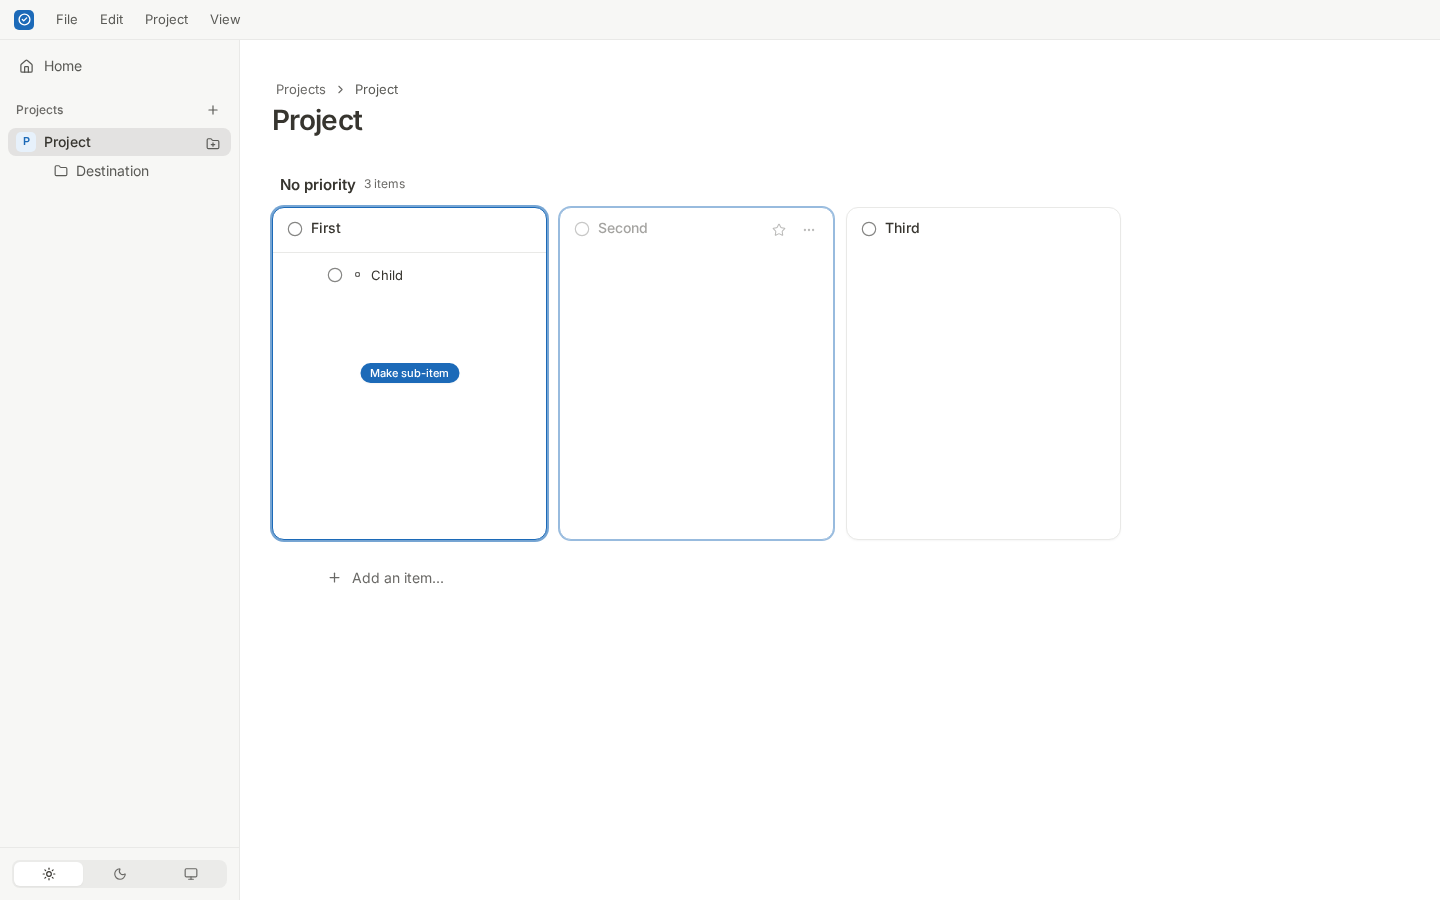 File Edit Project View
Home
Projects
P Project
Destination
Projects Project
Project
No priority 3 items
First
Second
Third
Child
Make sub-item
Add an item...